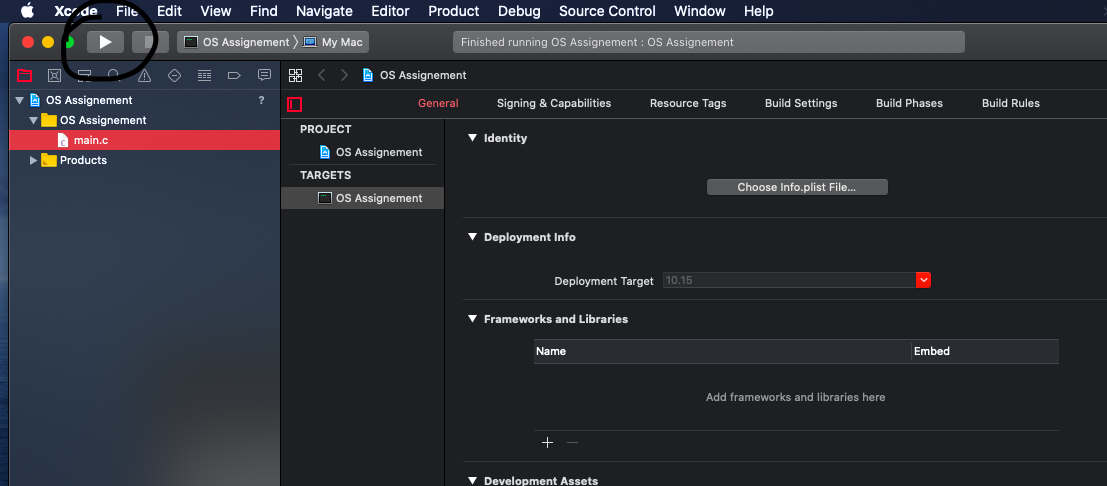 Xcode File Edit View Find Navigate Editor Product Debug Source Control Window Help
OS Assignement 〉 My Mac
Finished running OS Assignement : OS Assignement
OS Assignement ?
OS Assignement
main.c
Products
OS Assignement
General Signing & Capabilities Resource Tags Build Settings Build Phases Build Rules
PROJECT
OS Assignement
TARGETS
OS Assignement
Identity
Choose Info.plist File...
Deployment Info
Deployment Target 10.15
Frameworks and Libraries
Name Embed
Add frameworks and libraries here
Development Assets